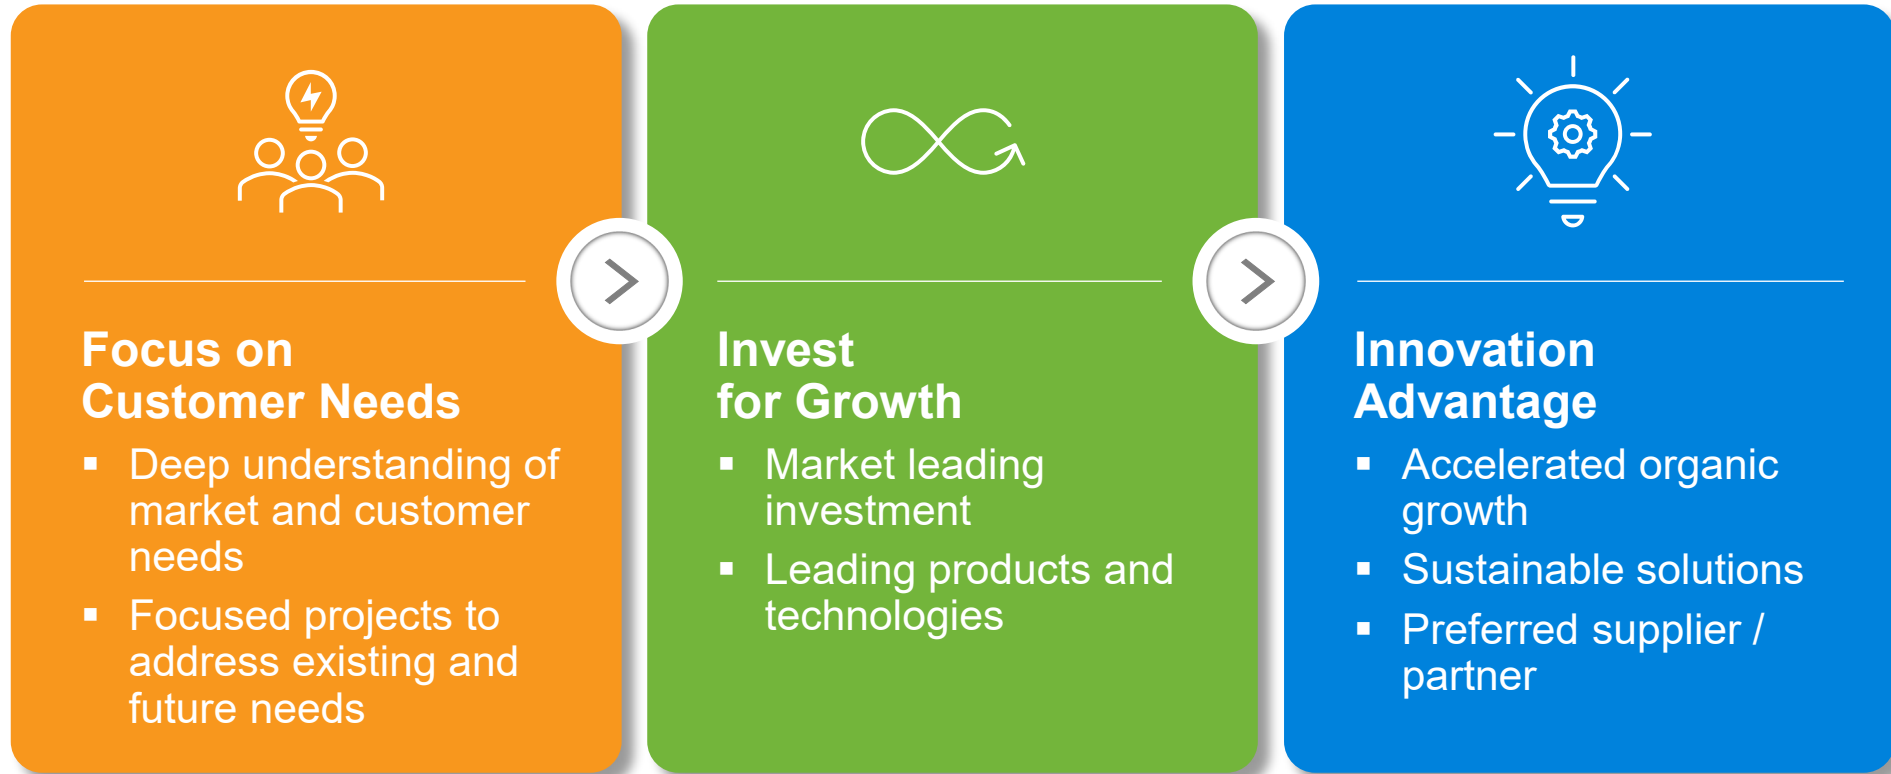 Focus on
Customer Needs
▪ Deep understanding of
market and customer
needs
▪ Focused projects to
address existing and
future needs
Invest
for Growth
▪ Market leading
investment
▪ Leading products and
technologies
Innovation
Advantage
▪ Accelerated organic
growth
▪ Sustainable solutions
▪ Preferred supplier /
partner